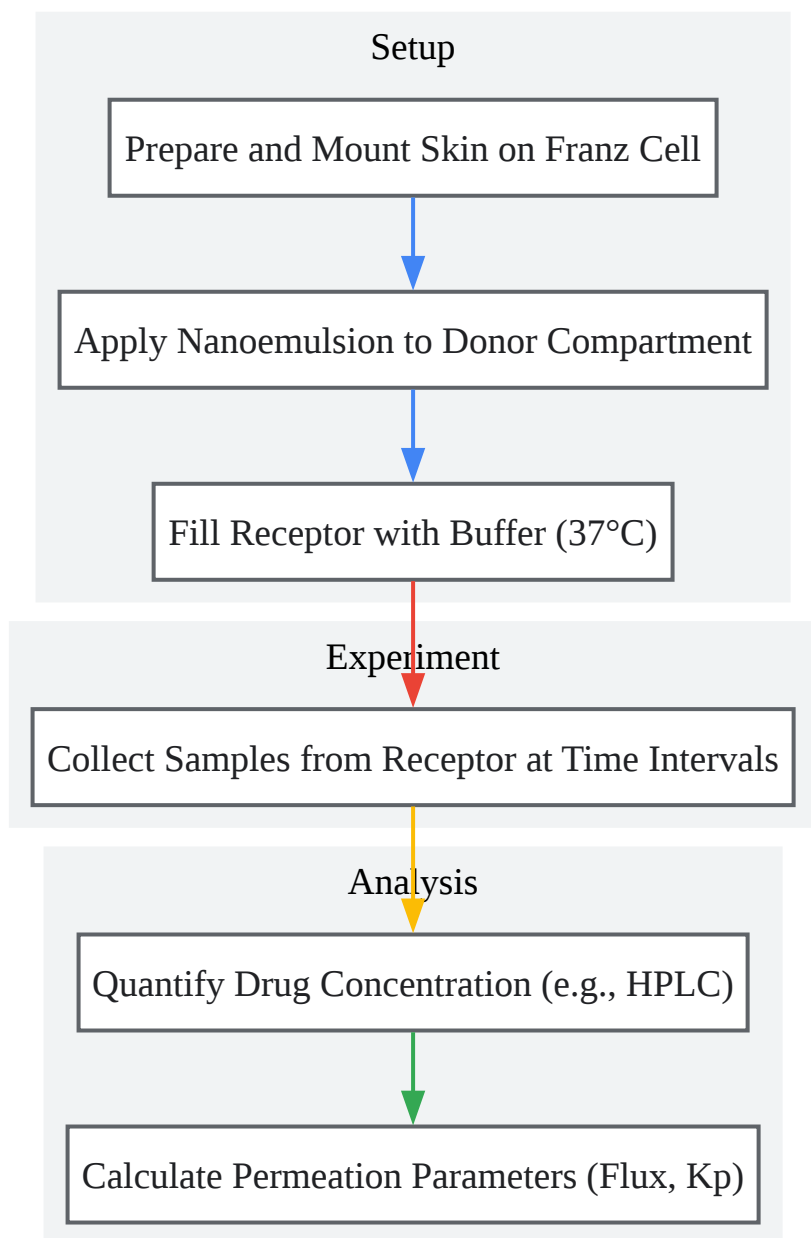 Setup
Prepare and Mount Skin on Franz Cell
Apply Nanoemulsion to Donor Compartment
Fill Receptor with Buffer (37°C)
Experiment
Collect Samples from Receptor at Time Intervals
Analysis
Quantify Drug Concentration (e.g., HPLC)
Calculate Permeation Parameters (Flux, Kp)